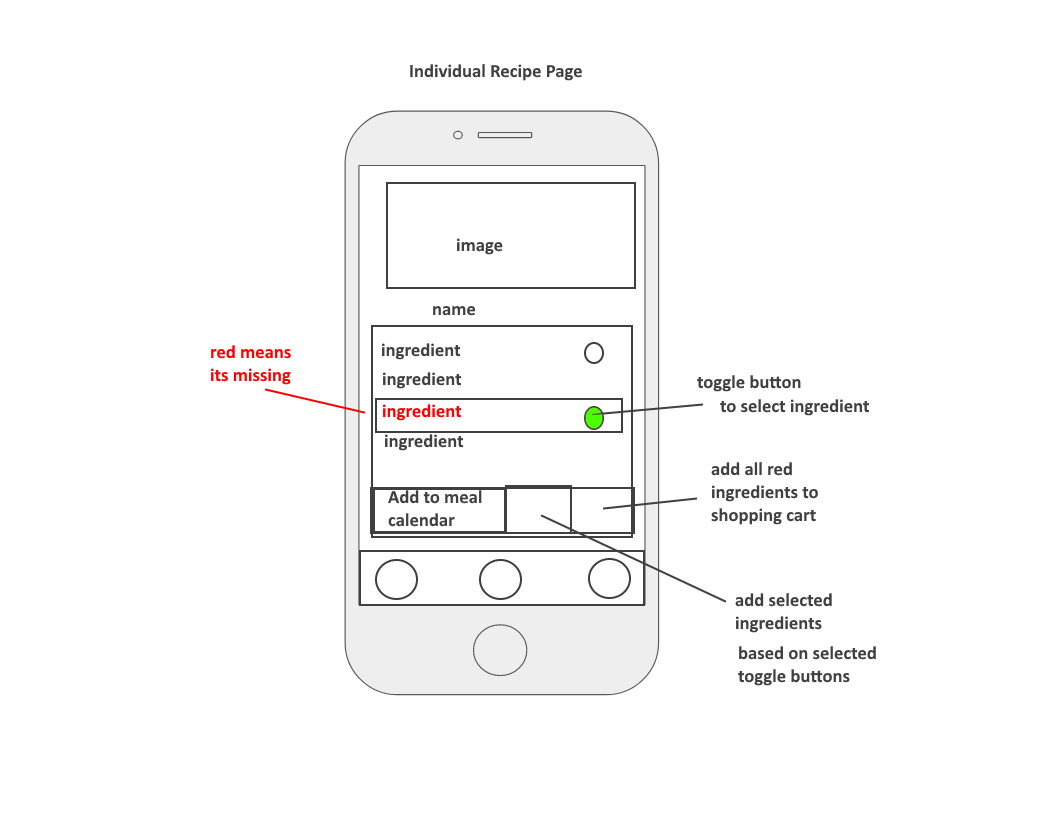 Individual Recipe Page
image
name
ingredient
red means
its missing
ingredient
toggle button
to select ingredient
ingredient
ingredient
add all red
ingredients to
shopping cart
Add to meal
calendar
add selected
ingredients
based on selected
toggle buttons